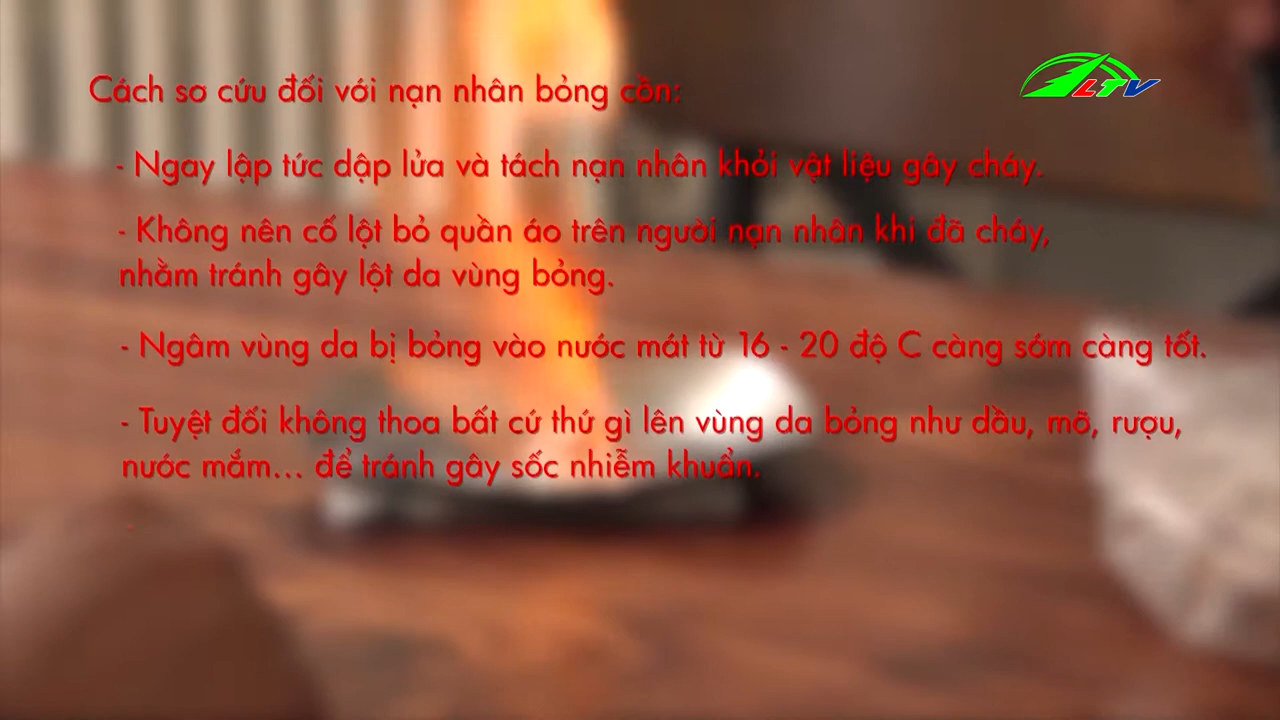 Cách sơ cứu đối với nạn nhân bỏng cồn:
LTV
- Ngay lập tức dập lửa và tách nạn nhân khỏi vật liệu gây cháy.
- Không nên cố lột bỏ quần áo trên người nạn nhân khi đã cháy,
nhằm tránh gây lột da vùng bỏng.
- Ngâm vùng da bị bỏng vào nước mát từ 16 - 20 độ C càng sớm càng tốt.
- Tuyệt đối không thoa bất cứ thứ gì lên vùng da bỏng như dầu, mỡ, rượu,
nước mắm... để tránh gây sốc nhiễm khuẩn.